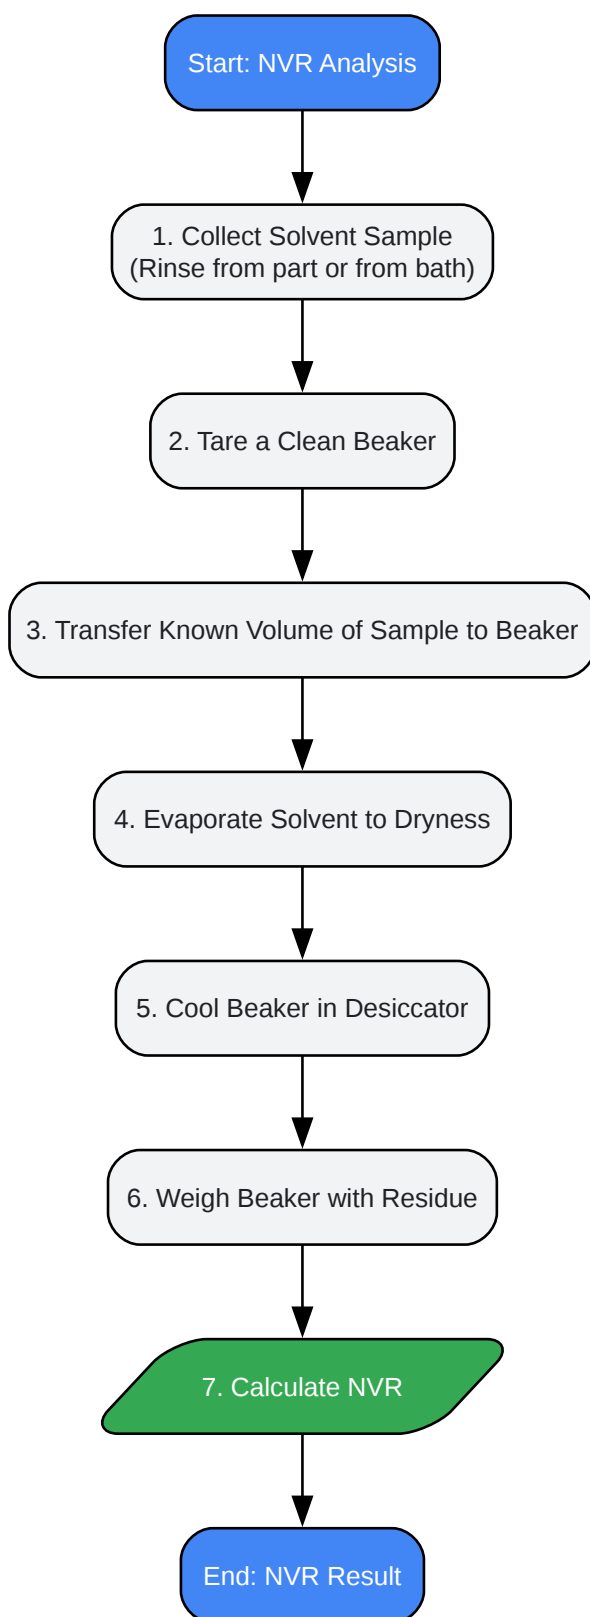 Start: NVR Analysis
1. Collect Solvent Sample
(Rinse from part or from bath)
2. Tare a Clean Beaker
3. Transfer Known Volume of Sample to Beaker
4. Evaporate Solvent to Dryness
5. Cool Beaker in Desiccator
6. Weigh Beaker with Residue
7. Calculate NVR
End: NVR Result